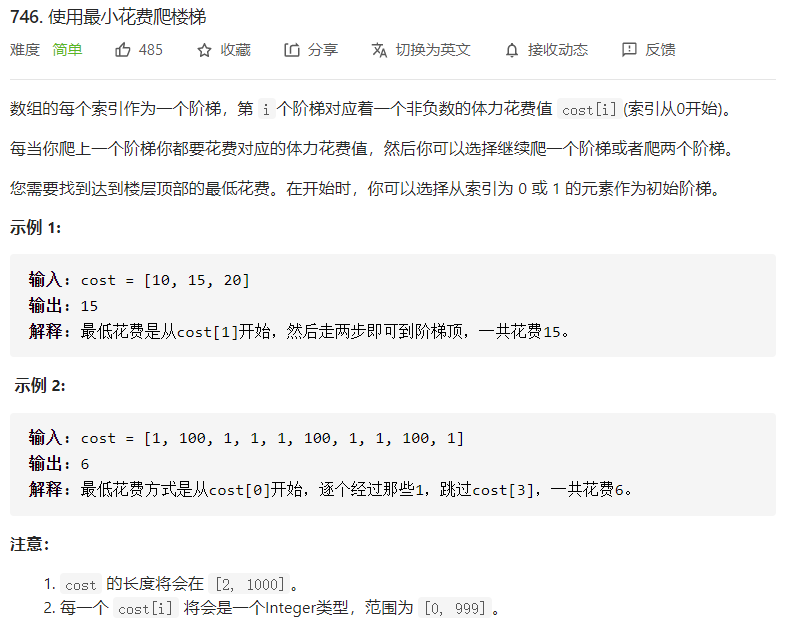 746. 使用最小花费爬楼梯
难度 简单 485 收藏 分享 切换为英文 接收动态 反馈
数组的每个索引作为一个阶梯，第 i 个阶梯对应着一个非负数的体力花费值 cost[i] (索引从0开始)。
每当你爬上一个阶梯你都要花费对应的体力花费值，然后你可以选择继续爬一个阶梯或者爬两个阶梯。
您需要找到达到楼层顶部的最低花费。在开始时，你可以选择从索引为 0 或 1 的元素作为初始阶梯。
示例 1:
输入: cost = [10, 15, 20]
输出: 15
解释: 最低花费是从cost[1]开始，然后走两步即可到阶梯顶，一共花费15。
示例 2:
输入: cost = [1, 100, 1, 1, 1, 100, 1, 1, 100, 1]
输出: 6
解释: 最低花费方式是从cost[0]开始，逐个经过那些1，跳过cost[3]，一共花费6。
注意：
1. cost 的长度将会在 [2, 1000]。
2. 每一个 cost[i] 将会是一个Integer类型，范围为 [0, 999]。